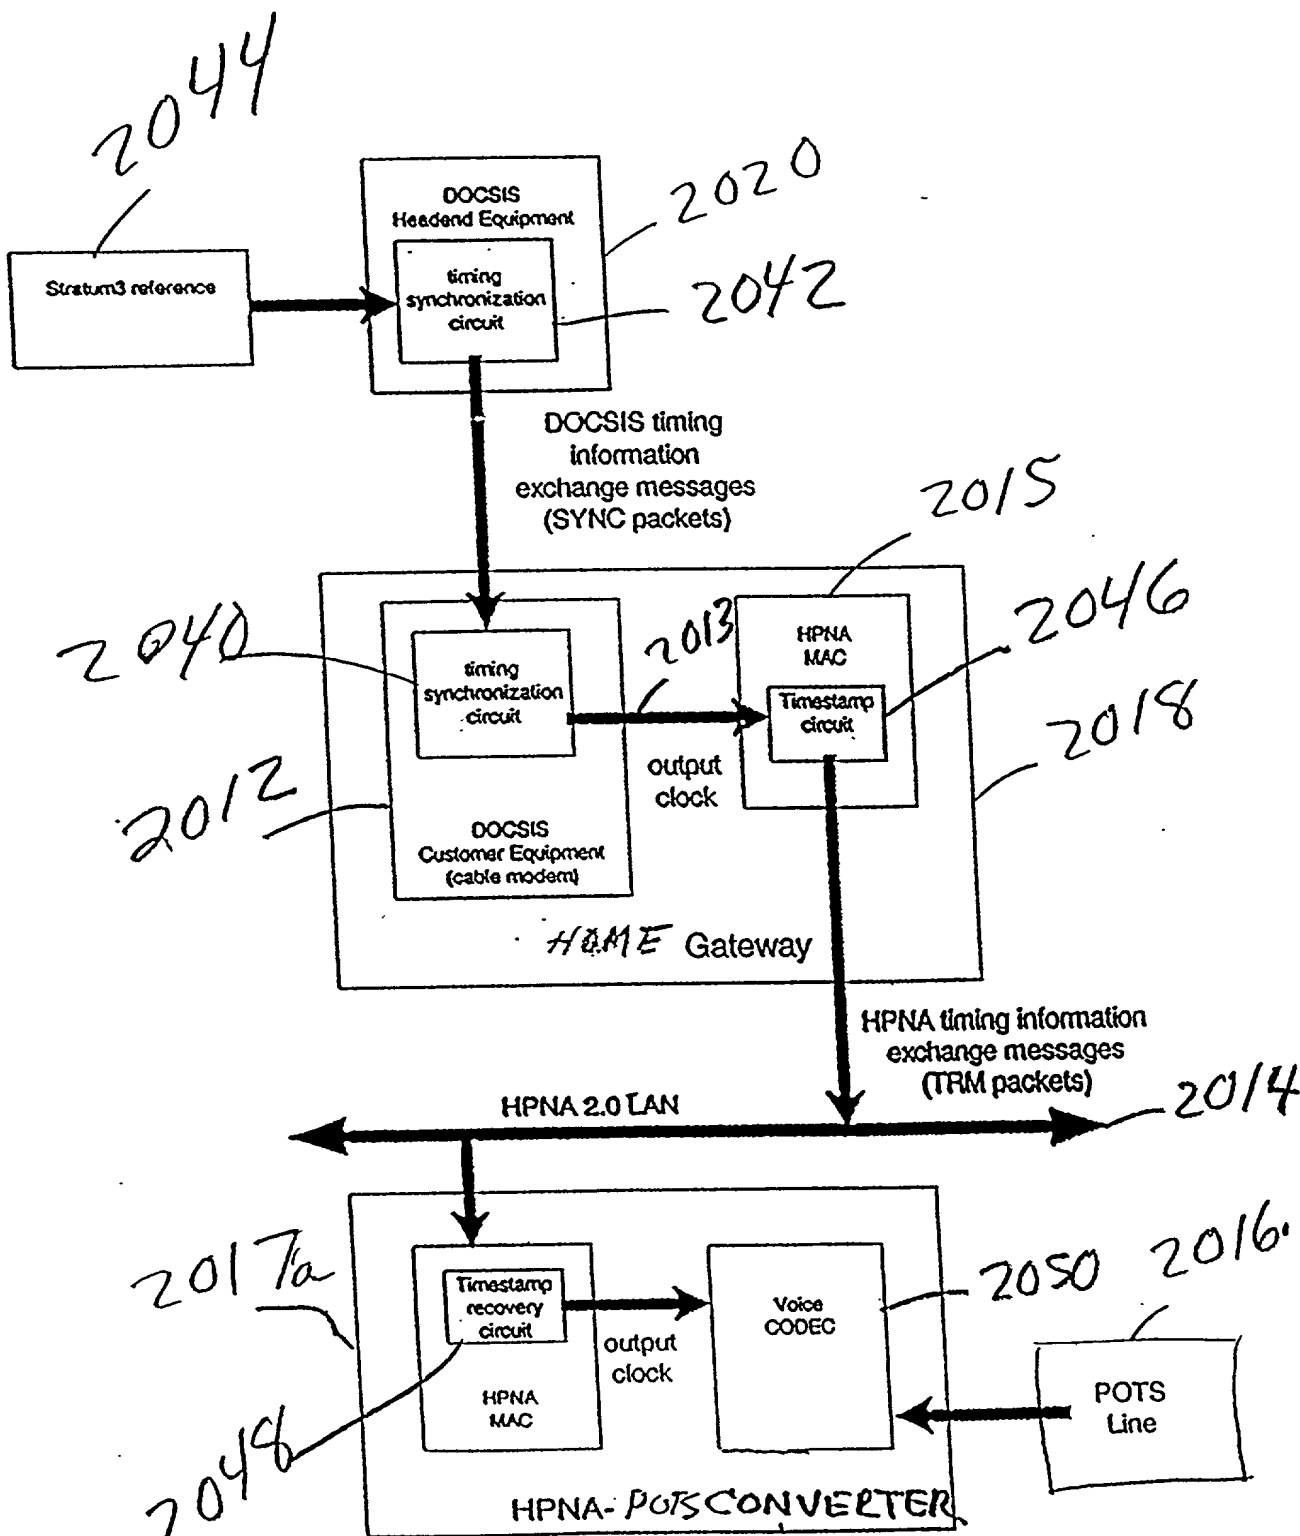 2044
DOCSIS
Headend Equipment
2020
Stratum3 reference
timing
synchronization
circuit
2042
DOCSIS timing
information
exchange messages
(SYNC packets)
2015
2040
timing
synchronization
circuit
2013
HPNA
MAC
2046
Timestamp
circuit
2018
output
clock
2012
DOCSIS
Customer Equipment
(cable modem)
HOME Gateway
HPNA timing information
exchange messages
(TRM packets)
HPNA 2.0 LAN
2014
2017a
Timestamp
recovery
circuit
output
clock
Voice
CODEC
2050
2016
HPNA
MAC
POTS
Line
2048
HPNA-POTS CONVERTER